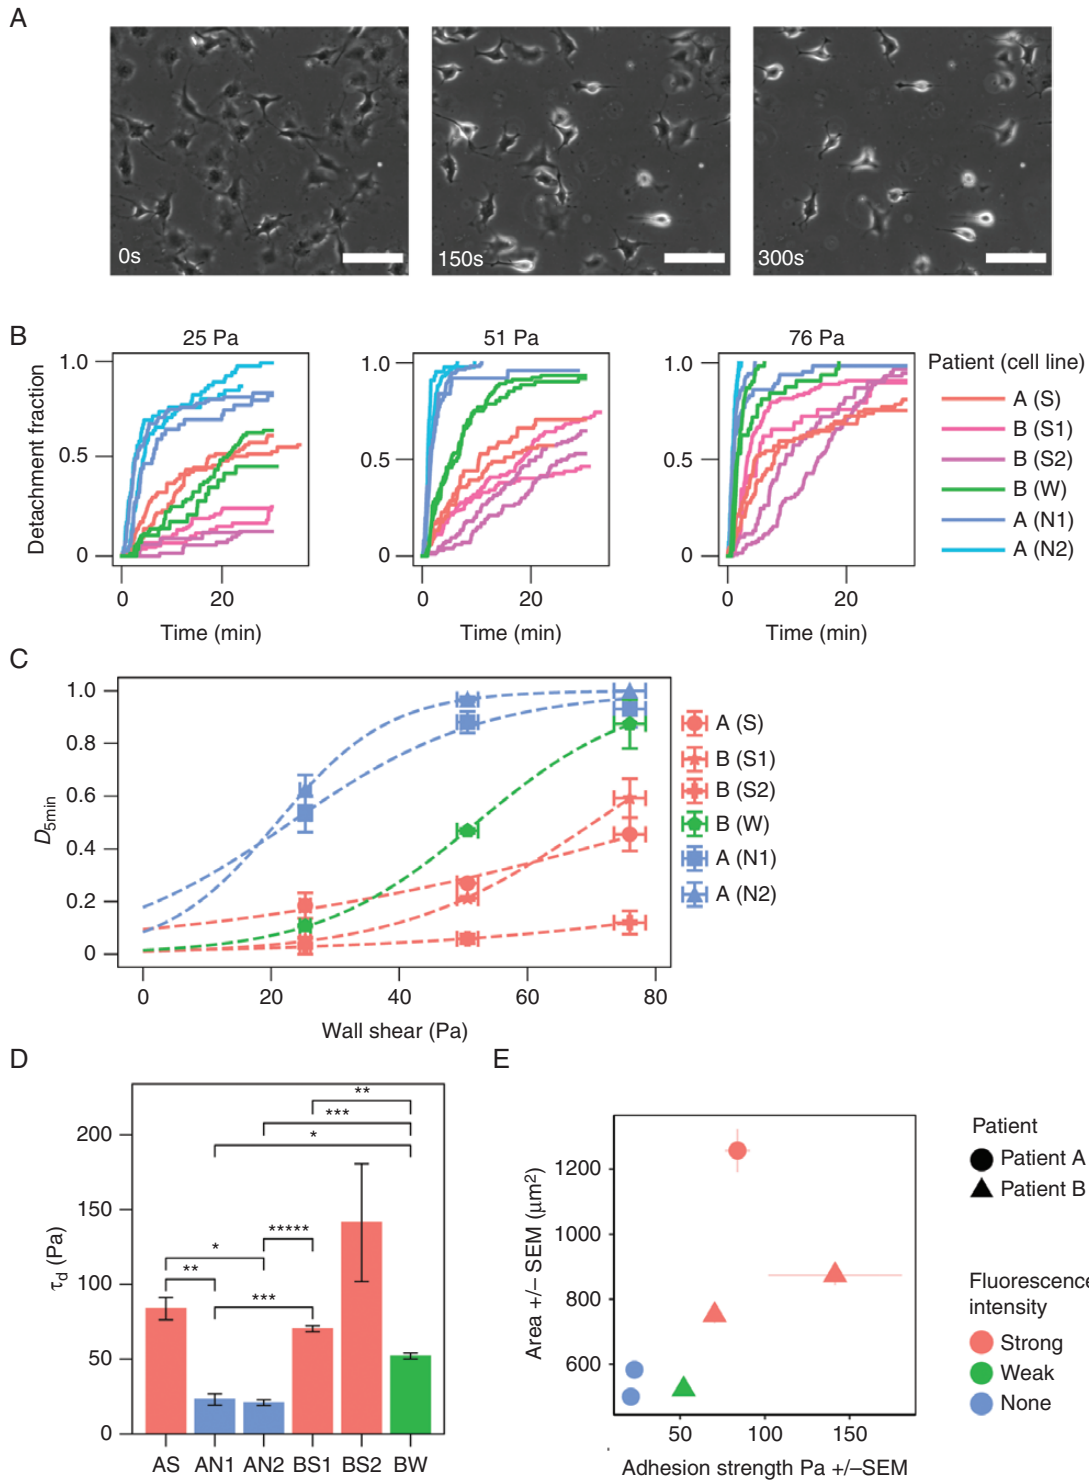 A
0s
150s
300s
B
25 Pa
51 Pa
76 Pa
Patient (cell line)
Detachment fraction
1.0
0.5
0
0
20
Time (min)
1.0
0.5
0
0
20
Time (min)
1.0
0.5
0
0
20
Time (min)
A (S)
B (S1)
B (S2)
B (W)
A (N1)
A (N2)
C
D5min
1.0
0.8
0.6
0.4
0.2
0
0
20
40
60
80
Wall shear (Pa)
A (S)
B (S1)
B (S2)
B (W)
A (N1)
A (N2)
D
τd (Pa)
200
150
100
50
0
**
***
*
*****
*
**
***
AS
AN1
AN2
BS1
BS2
BW
E
Area +/– SEM (μm²)
1200
1000
800
600
50
100
150
Adhesion strength Pa +/–SEM
Patient
Patient A
Patient B
Fluorescence
intensity
Strong
Weak
None